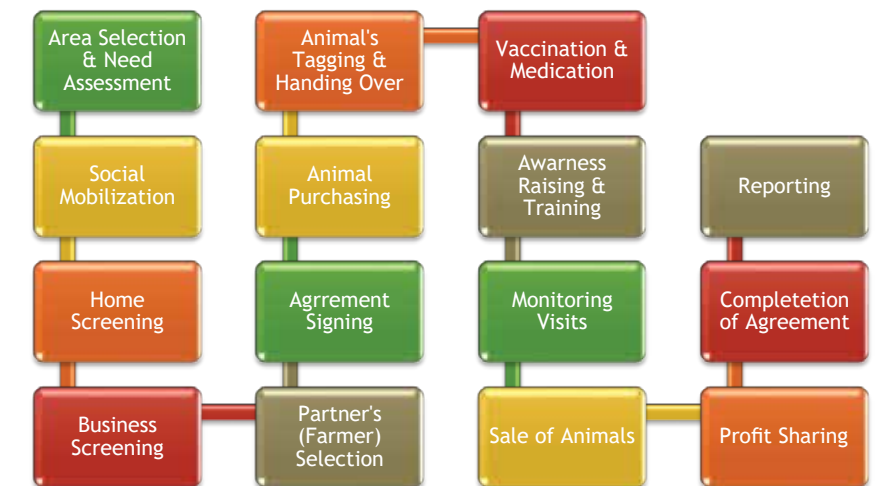 Area Selection
& Need
Assessment
Social
Mobilization
Home
Screening
Business
Screening
Partner's
(Farmer)
Selection
Agrrement
Signing
Animal
Purchasing
Animal's
Tagging &
Handing Over
Vaccination &
Medication
Awarness
Raising &
Training
Monitoring
Visits
Sale of Animals
Profit Sharing
Completetion
of Agreement
Reporting